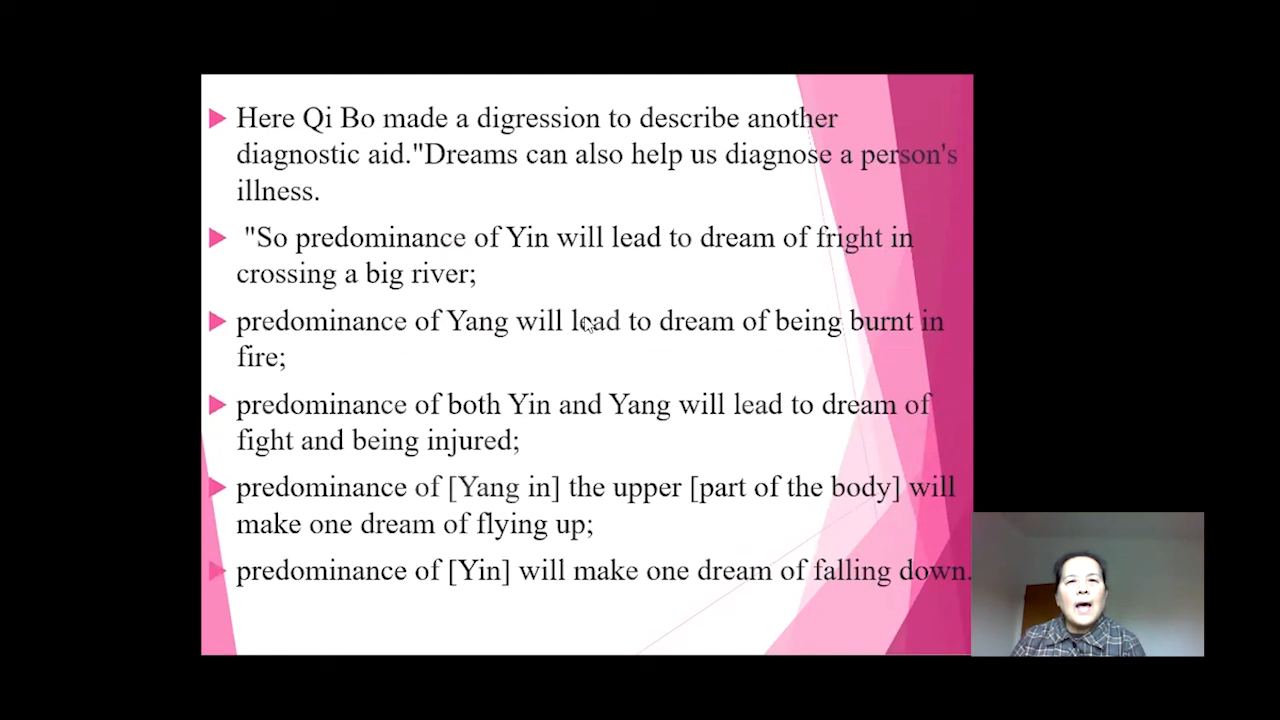 Here Qi Bo made a digression to describe another
diagnostic aid."Dreams can also help us diagnose a person's
illness.
"So predominance of Yin will lead to dream of fright in
crossing a big river;
predominance of Yang will lead to dream of being burnt in
fire;
predominance of both Yin and Yang will lead to dream of
fight and being injured;
predominance of [Yang in] the upper [part of the body] will
make one dream of flying up;
predominance of [Yin] will make one dream of falling down.